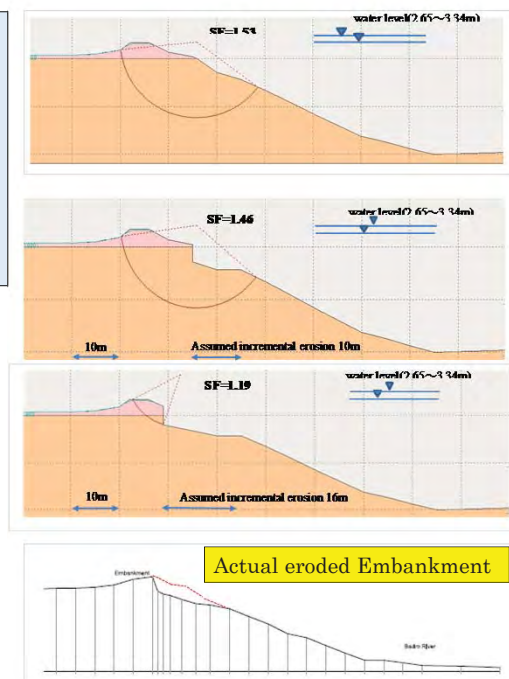 SF=1.53
water level(2.65~3.34m)
SF=1.46
water level(2.65~3.34m)
10m
Assumed incremental erosion 10m
SF=1.19
water level(2.65~3.34m)
10m
Assumed incremental erosion 16m
Actual eroded Embankment
Embankment
River